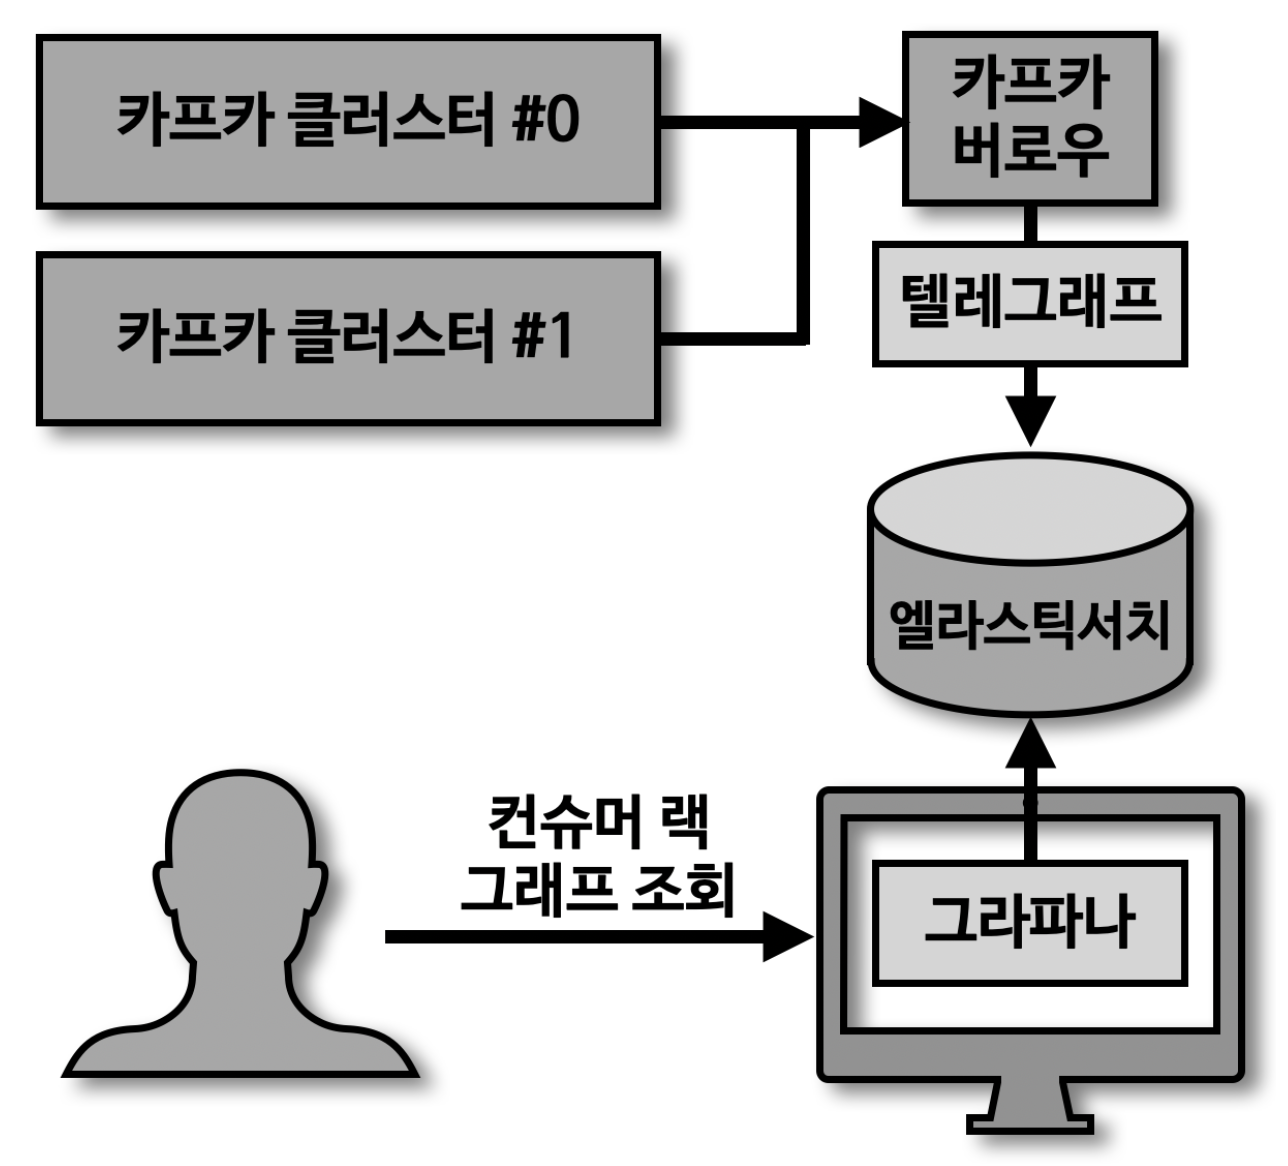 카프카 클러스터 #0
카프카
버로우
텔레그래프
카프카 클러스터 #1
엘라스틱서치
컨슈머 랙
그래프 조회
그라파나